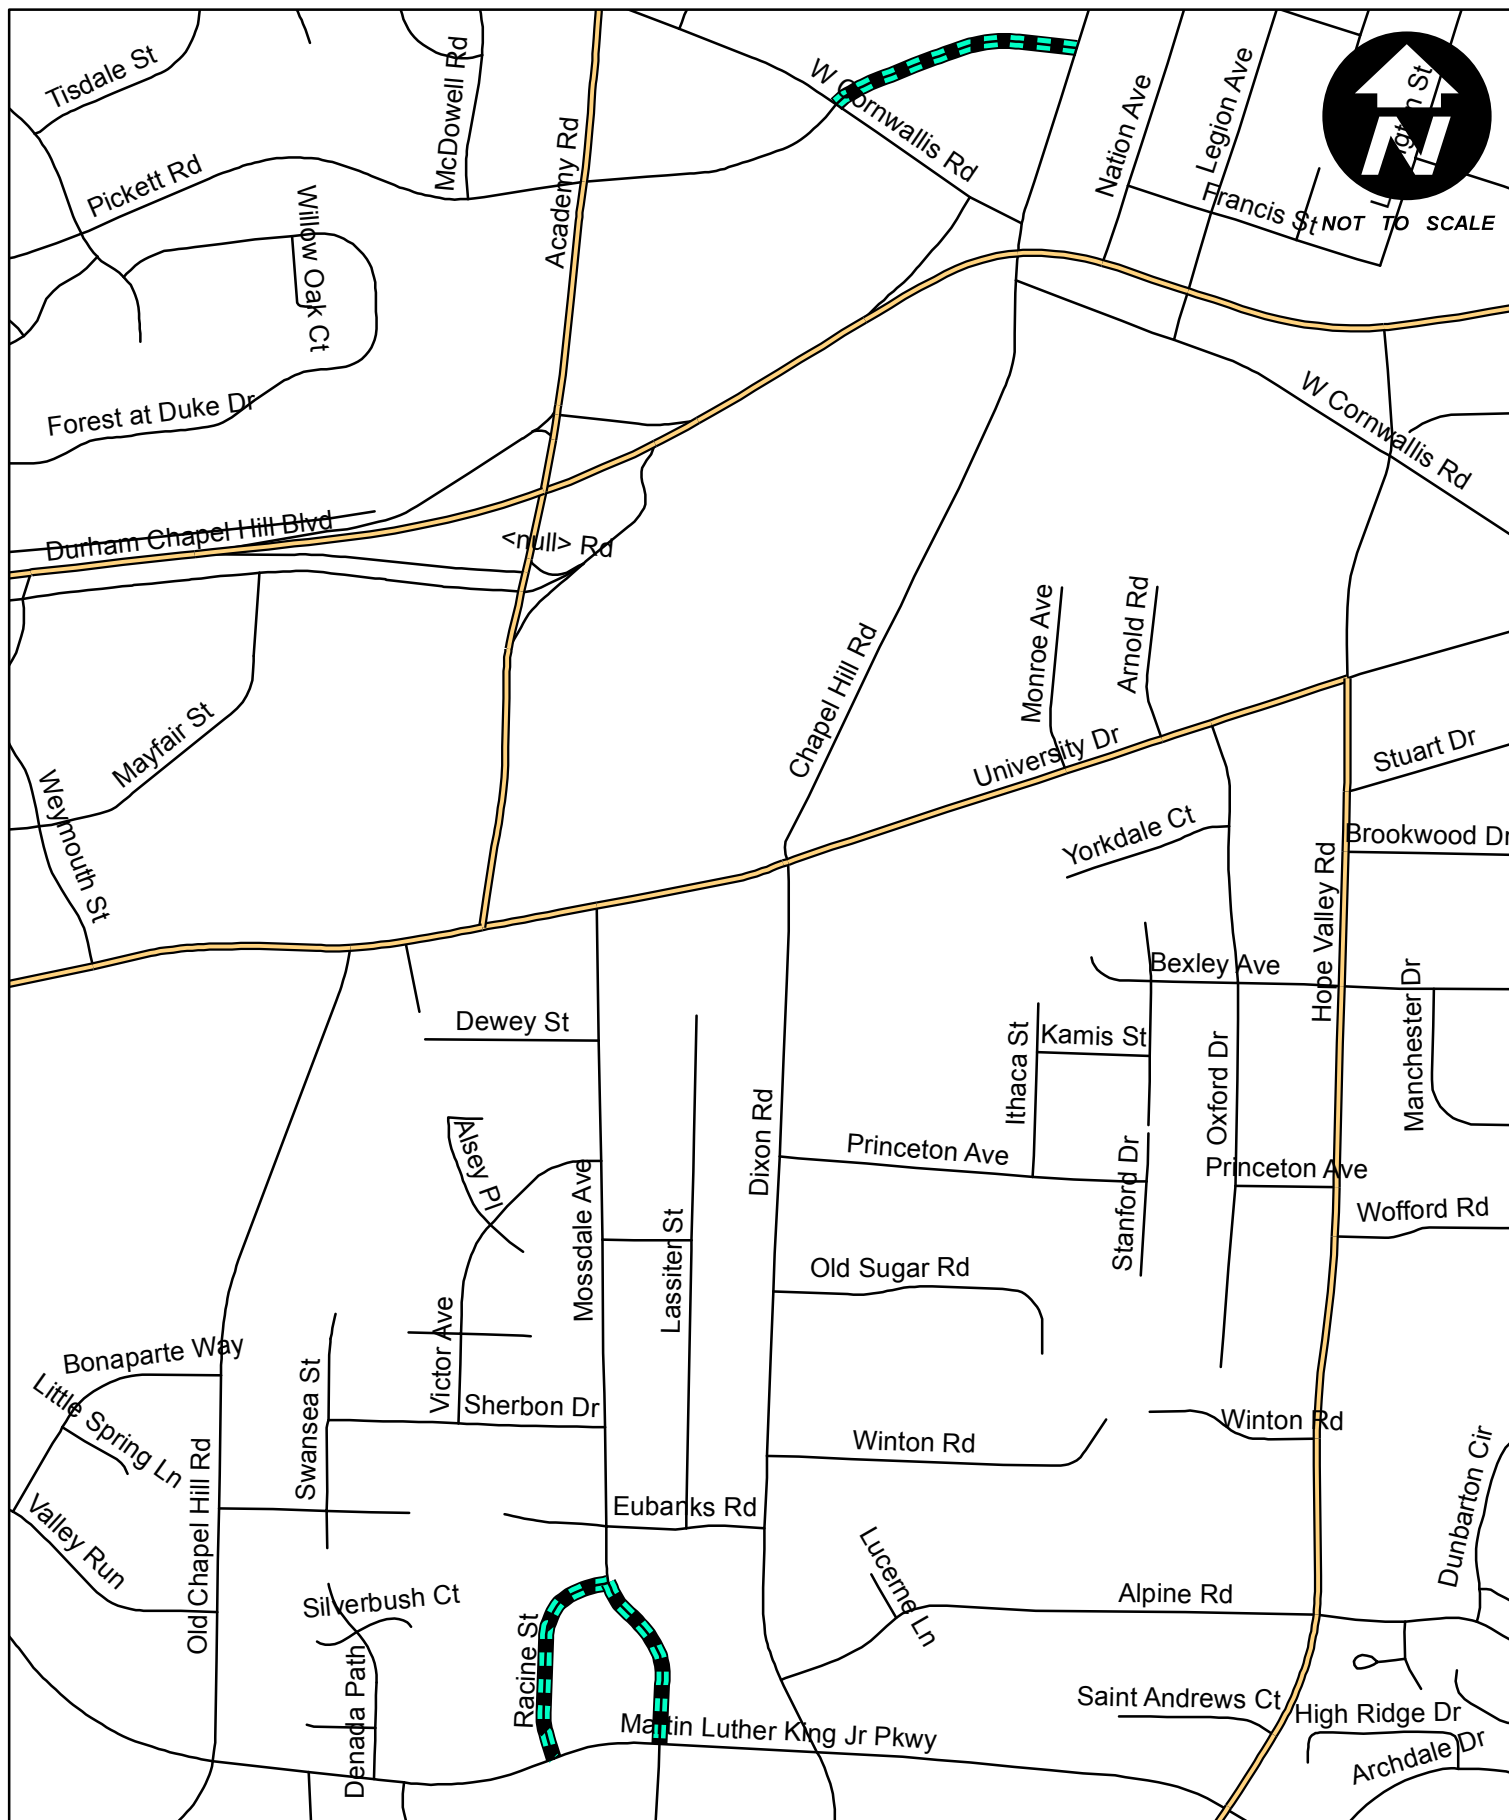 Tisdale St
McDowell Rd
W Cornwallis Rd
Nation Ave
Legion Ave
N
Pickett Rd
Academy Rd
Francis St
NOT TO SCALE
Willow Oak Ct
Forest at Duke Dr
W Cornwallis Rd
Durham Chapel Hill Blvd
<null> Rd
Chapel Hill Rd
Monroe Ave
Arnold Rd
University Dr
Mayfair St
Stuart Dr
Weymouth St
Yorkdale Ct
Brookwood Dr
Hope Valley Rd
Bexley Ave
Manchester Dr
Dewey St
Ithaca St
Kamis St
Oxford Dr
Alsey Pl
Dixon Rd
Princeton Ave
Stanford Dr
Princeton Ave
Mossdale Ave
Lassiter St
Wofford Rd
Old Sugar Rd
Victor Ave
Bonaparte Way
Swansea St
Sherbon Dr
Little Spring Ln
Winton Rd
Winton Rd
Old Chapel Hill Rd
Dunbarton Cir
Eubanks Rd
Valley Run
Lucerne Ln
Silverbush Ct
Alpine Rd
Racine St
Denada Path
Saint Andrews Ct
High Ridge Dr
Martin Luther King Jr Pkwy
Archdale Dr